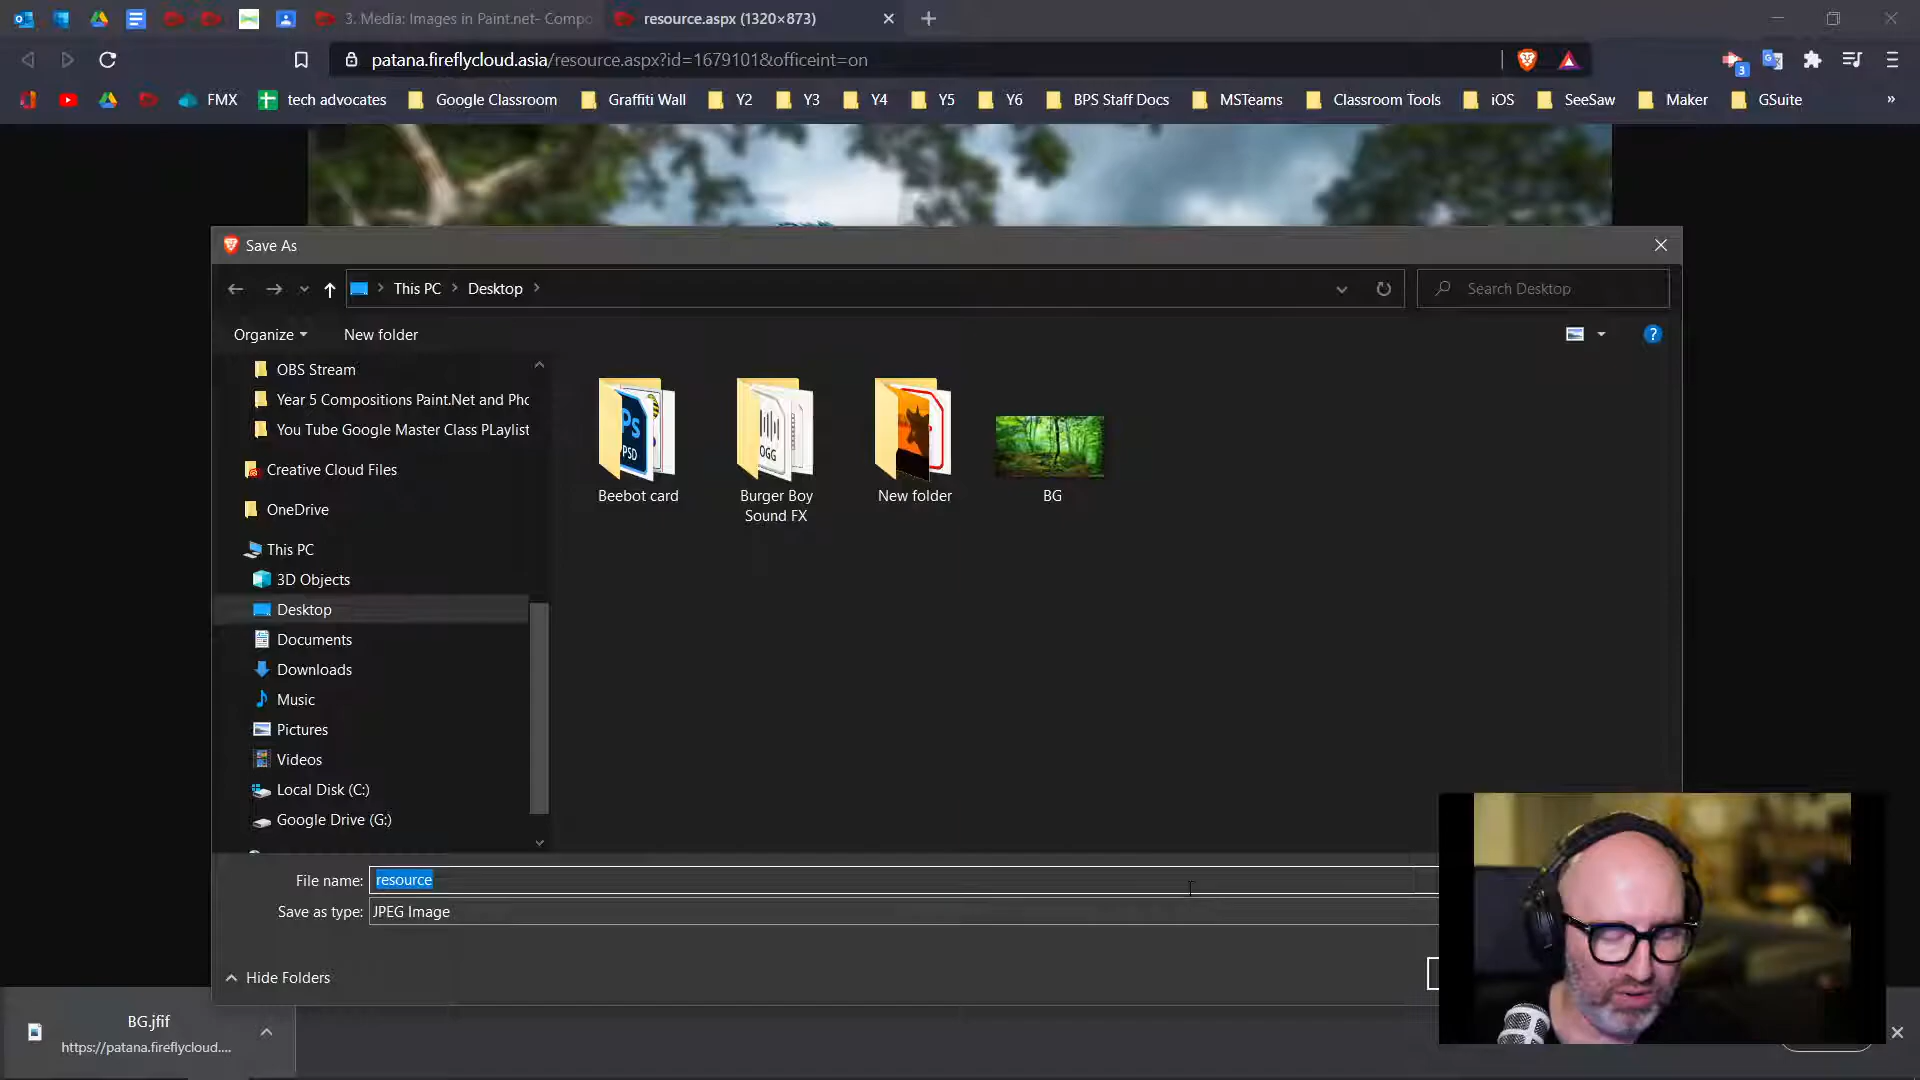 3. Media: Images in Paint.net- Compo
resource.aspx (1320×873)
patana.fireflycloud.asia/resource.aspx?id=1679101&officeint=on
3
FMX
tech advocates
Google Classroom
Graffiti Wall
Y2
Y3
Y4
Y5
Y6
BPS Staff Docs
MSTeams
Classroom Tools
iOS
SeeSaw
Maker
GSuite
»
Save As
This PC
Desktop
Search Desktop
Organize
New folder
?
OBS Stream
Year 5 Compositions Paint.Net and Phc
You Tube Google Master Class PLaylist
Creative Cloud Files
OneDrive
This PC
3D Objects
Desktop
Documents
Downloads
Music
Pictures
Videos
Local Disk (C:)
Google Drive (G:)
Ps
PSD
OGG
Beebot card
Burger Boy
Sound FX
New folder
BG
File name:
resource
Save as type:
JPEG Image
Hide Folders
BG.jfif
https://patana.fireflycloud....